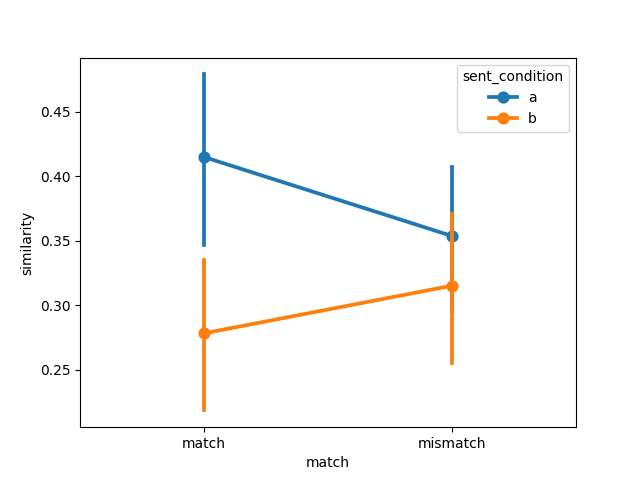 sent_condition
a
b
0.45
0.40
0.35
0.30
0.25
similarity
match
mismatch
match